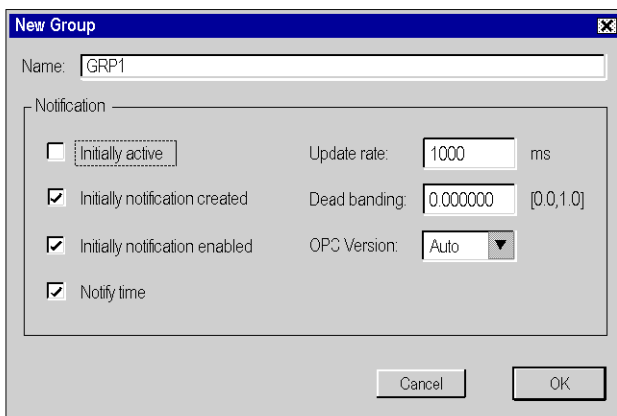 New Group
Name: GRP1
Notification
Initially active
Update rate: 1000 ms
Initially notification created
Dead banding: 0.000000 [0.0,1.0]
Initially notification enabled
OPC Version: Auto
Notify time
Cancel OK